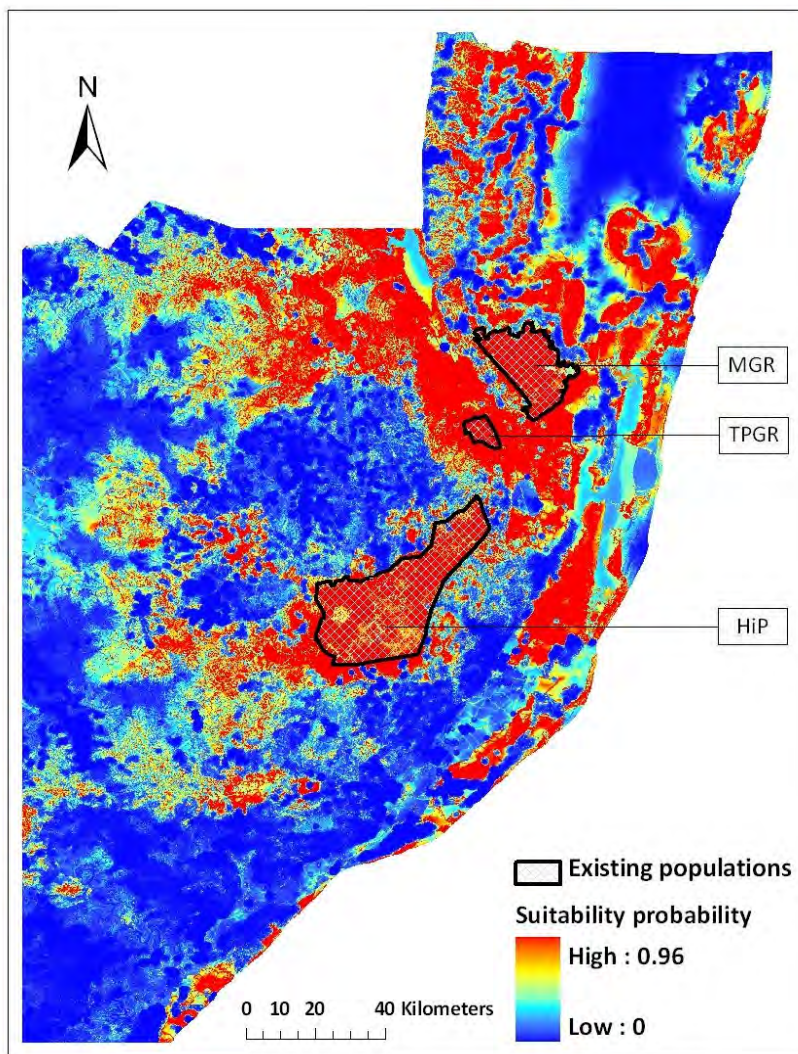 N
MGR
TPGR
HiP
Existing populations
Suitability probability
High : 0.96
Low : 0
0 10 20 40 Kilometers